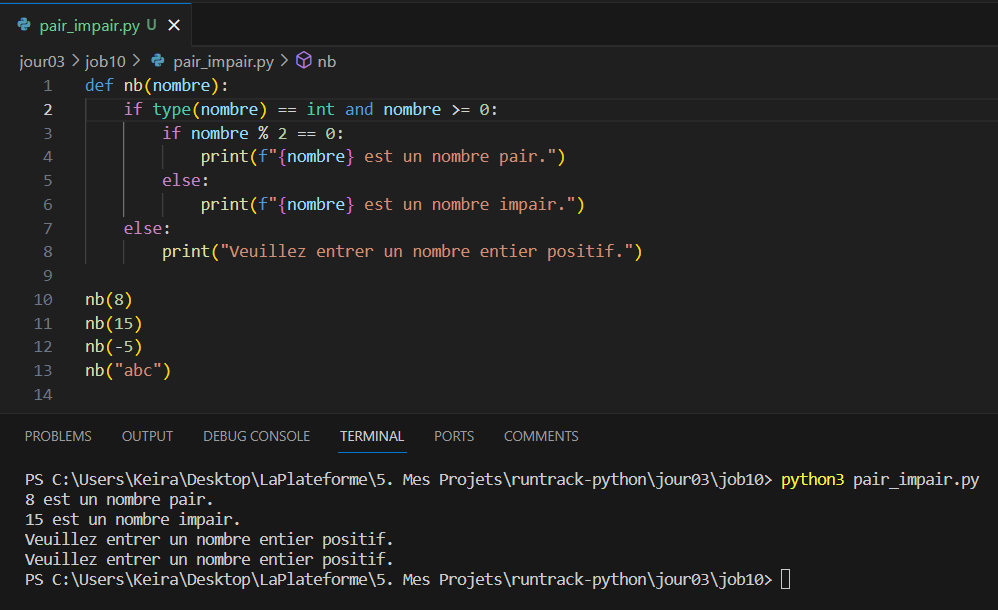 pair_impair.py U ×
jour03 > job10 > pair_impair.py > nb
1 def nb(nombre):
2     if type(nombre) == int and nombre >= 0:
3         if nombre % 2 == 0:
4             print(f"{nombre} est un nombre pair.")
5         else:
6             print(f"{nombre} est un nombre impair.")
7     else:
8         print("Veuillez entrer un nombre entier positif.")
9
10 nb(8)
11 nb(15)
12 nb(-5)
13 nb("abc")
14
PROBLEMS OUTPUT DEBUG CONSOLE TERMINAL PORTS COMMENTS
PS C:\Users\Keira\Desktop\LaPlateforme\5. Mes Projets\runtrack-python\jour03\job10> python3 pair_impair.py
8 est un nombre pair.
15 est un nombre impair.
Veuillez entrer un nombre entier positif.
Veuillez entrer un nombre entier positif.
PS C:\Users\Keira\Desktop\LaPlateforme\5. Mes Projets\runtrack-python\jour03\job10>